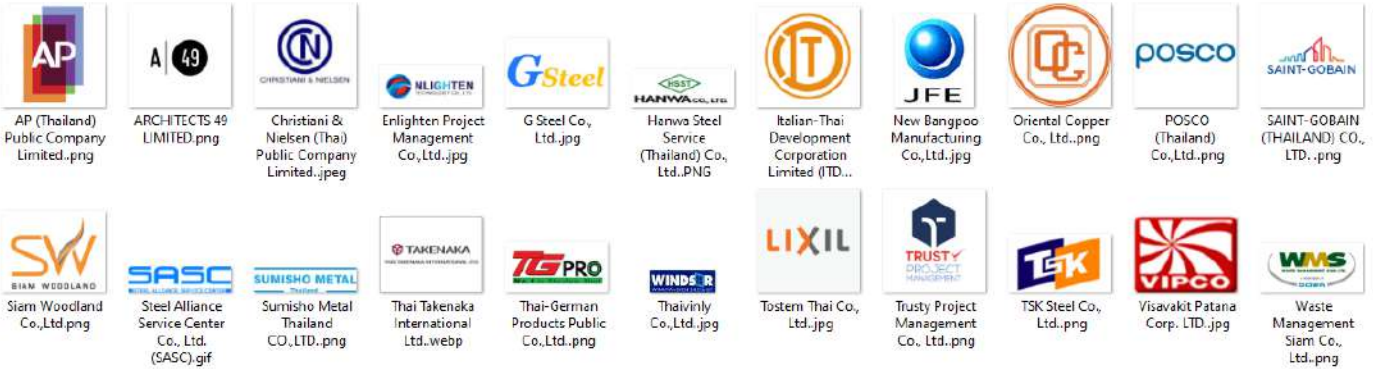 AP
A 49
CN
CHRISTIANI & NIELSEN
NLIGHTEN
GSteel
HSST
HANWA CO., LTD.
IT
JFE
OC
posco
SAINT-GOBAIN
AP (Thailand)
Public Company
Limited..png
ARCHITECTS 49
LIMITED.png
Christiani &
Nielsen (Thai)
Public Company
Limited..jpeg
Enlighten Project
Management
Co.,Ltd..jpg
G Steel Co.,
Ltd..jpg
Hanwa Steel
Service
(Thailand) Co.,
Ltd..PNG
Italian-Thai
Development
Corporation
Limited (ITD...
New Bangpoo
Manufacturing
Co.,Ltd..jpg
Oriental Copper
Co., Ltd..png
POSCO
(Thailand)
Co.,Ltd..png
SAINT-GOBAIN
(THAILAND) CO.,
LTD. .png
SW
SIAM WOODLAND
SASC
STEEL ALLIANCE SERVICE CENTER
SUMISHO METAL
Thailand
TAKENAKA
THAI TAKENAKA INTERNATIONAL LTD.
TG PRO
WINDSOR
LIXIL
TRUSTY
PROJECT
MANAGEMENT
TSK
VIPCO
WMS
Siam Woodland
Co.,Ltd.png
Steel Alliance
Service Center
Co., Ltd.
(SASC).gif
Sumisho Metal
Thailand
CO.,LTD..png
Thai Takenaka
International
Ltd..webp
Thai-German
Products Public
Co.,Ltd..png
Thaivinly
Co.,Ltd..jpg
Tostem Thai Co.,
Ltd..jpg
Trusty Project
Management
Co., Ltd..png
TSK Steel Co.,
Ltd..png
Visavakit Patana
Corp. LTD..jpg
Waste
Management
Siam Co.,
Ltd..png